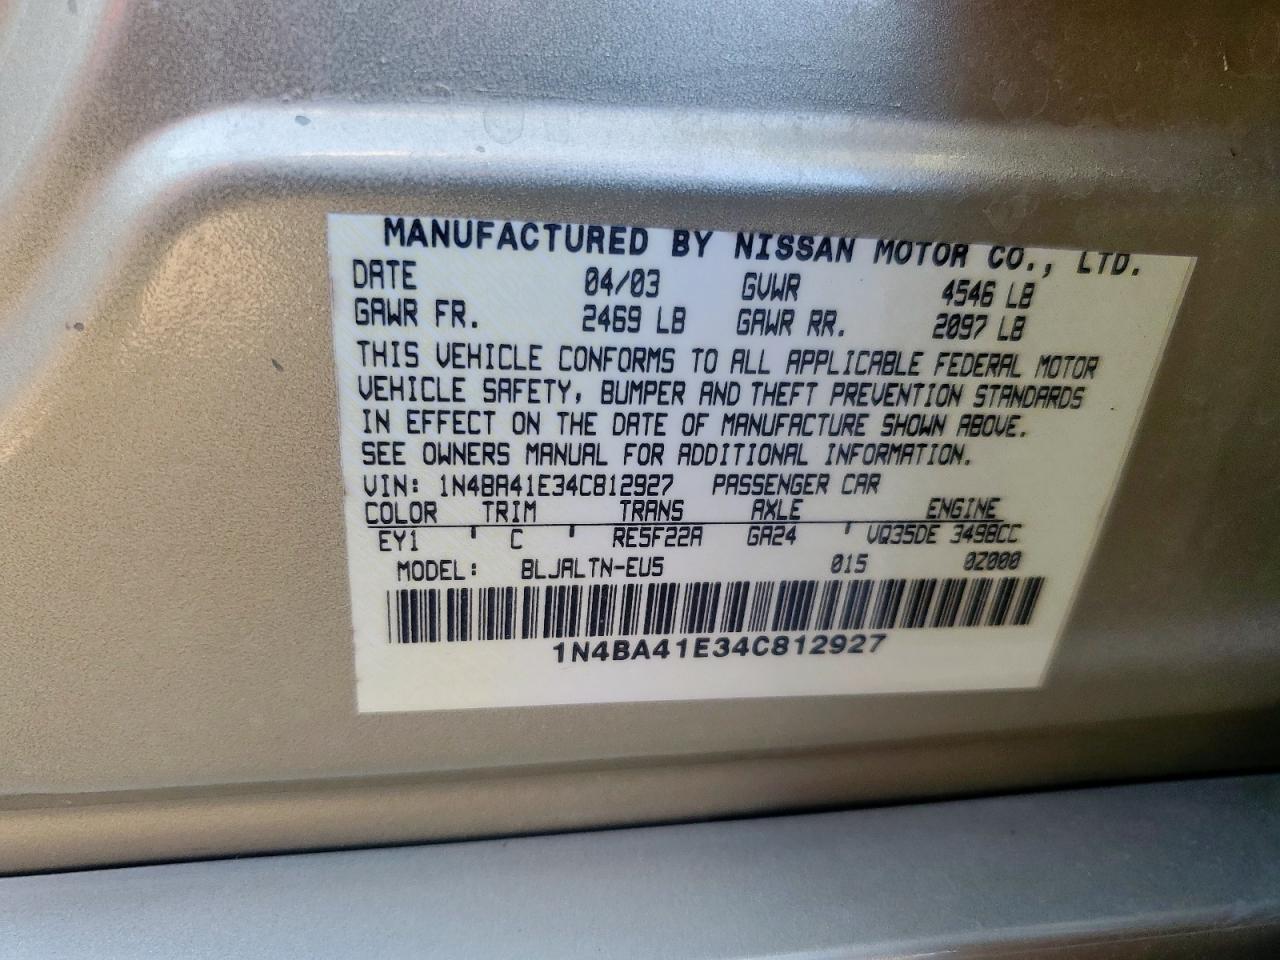 MANUFACTURED BY NISSAN MOTOR CO., LTD.
DATE 04/03 GVWR 4546 LB
GAWR FR. 2469 LB GAWR RR. 2097 LB
THIS VEHICLE CONFORMS TO ALL APPLICABLE FEDERAL MOTOR
VEHICLE SAFETY, BUMPER AND THEFT PREVENTION STANDARDS
IN EFFECT ON THE DATE OF MANUFACTURE SHOWN ABOVE.
SEE OWNERS MANUAL FOR ADDITIONAL INFORMATION.
VIN: 1N4BA41E34C812927 PASSENGER CAR
COLOR TRIM TRANS AXLE ENGINE
EY1 ' C ' RE5F22A GA24 ' VQ35DE 3498CC
MODEL: BLJALTN-EU5 015 0Z000
1N4BA41E34C812927